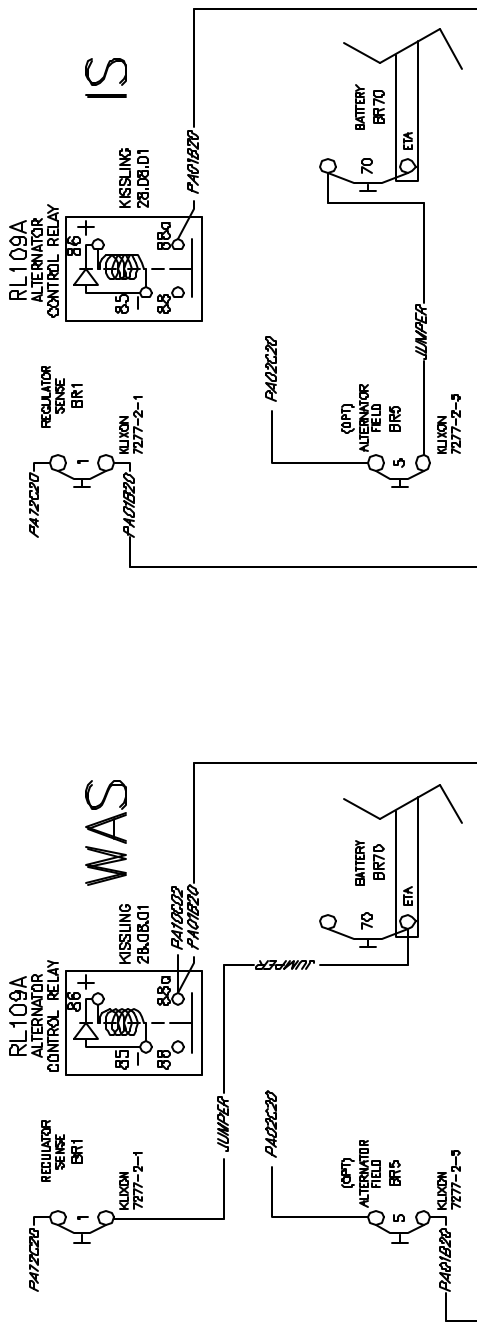 WAS
RL109A
ALTERNATOR
CONTROL RELAY
86
+
85
-
88
88a
KISSLING
28.08.01
PA10C02
PA01B20
REGULATOR
SENSE
BR1
PA72C20
1
KLIXON
7277-2-1
JUMPER
JUMPER
PA02C20
(OPT)
ALTERNATOR
FIELD
BR5
5
KLIXON
7277-2-5
PA01B20
BATTERY
BR70
70
ETA
IS
RL109A
ALTERNATOR
CONTROL RELAY
86
+
85
-
88
88a
KISSLING
28.08.01
PA01B20
REGULATOR
SENSE
BR1
PA72C20
1
KLIXON
7277-2-1
PA01B20
PA02C20
(OPT)
ALTERNATOR
FIELD
BR5
5
KLIXON
7277-2-5
JUMPER
BATTERY
BR70
70
ETA